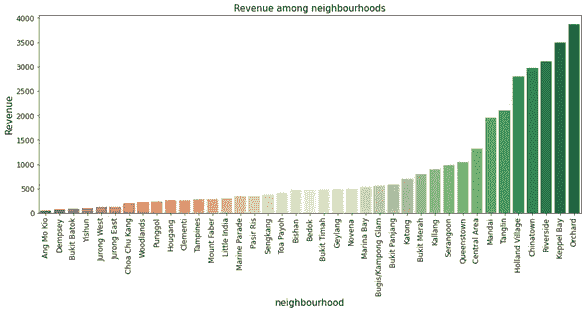 Revenue among neighbourhoods
Revenue
4000
3500
3000
2500
2000
1500
1000
500
0
Ang Mo Kio
Dempsey
Bukit Batok
Yishun
Jurong West
Jurong East
Choa Chu Kang
Woodlands
Punggol
Hougang
Clementi
Tampines
Mount Faber
Little India
Marine Parade
Pasir Ris
Sengkang
Toa Payoh
Bishan
Bedok
Bukit Timah
Geylang
Novena
Marina Bay
Bugis/Kampong Glam
Bukit Panjang
Katong
Bukit Merah
Kallang
Serangoon
Queenstown
Central Area
Mandai
Tanglin
Holland Village
Chinatown
Riverside
Keppel Bay
Orchard
neighbourhood